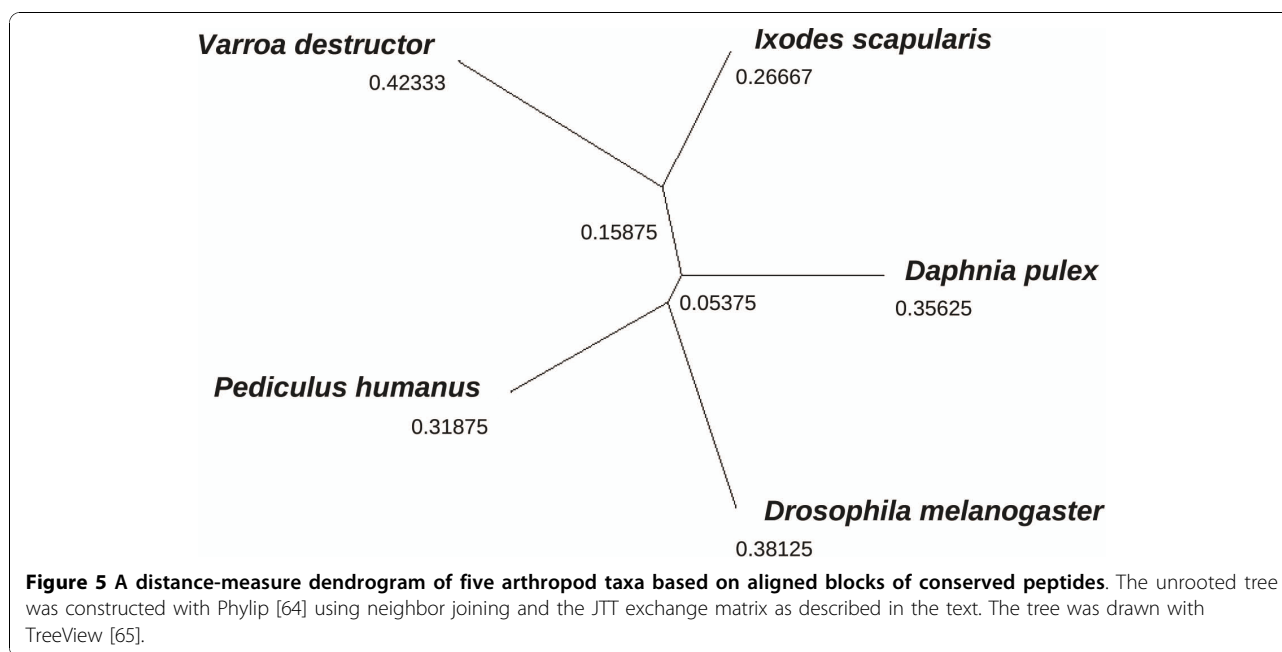 Varroa destructor
0.42333
Ixodes scapularis
0.26667
0.15875
Daphnia pulex
0.35625
0.05375
Pediculus humanus
0.31875
Drosophila melanogaster
0.38125
Figure 5 A distance-measure dendrogram of five arthropod taxa based on aligned blocks of conserved peptides. The unrooted tree
was constructed with Phylip [64] using neighbor joining and the JTT exchange matrix as described in the text. The tree was drawn with
TreeView [65].